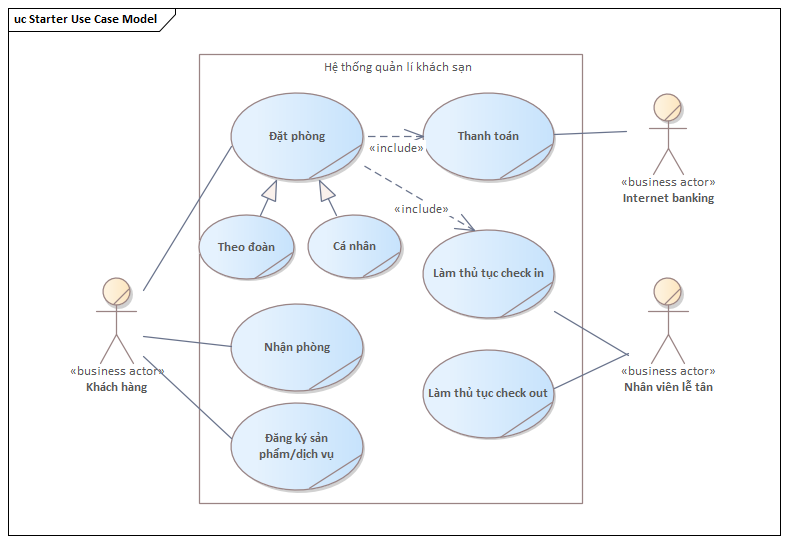 uc Starter Use Case Model
Hệ thống quản lí khách sạn
Đặt phòng
Thanh toán
«include»
«business actor»
Internet banking
«include»
Theo đoàn
Cá nhân
Làm thủ tục check in
Nhận phòng
«business actor»
Khách hàng
«business actor»
Nhân viên lễ tân
Làm thủ tục check out
Đăng ký sản
phẩm/dịch vụ